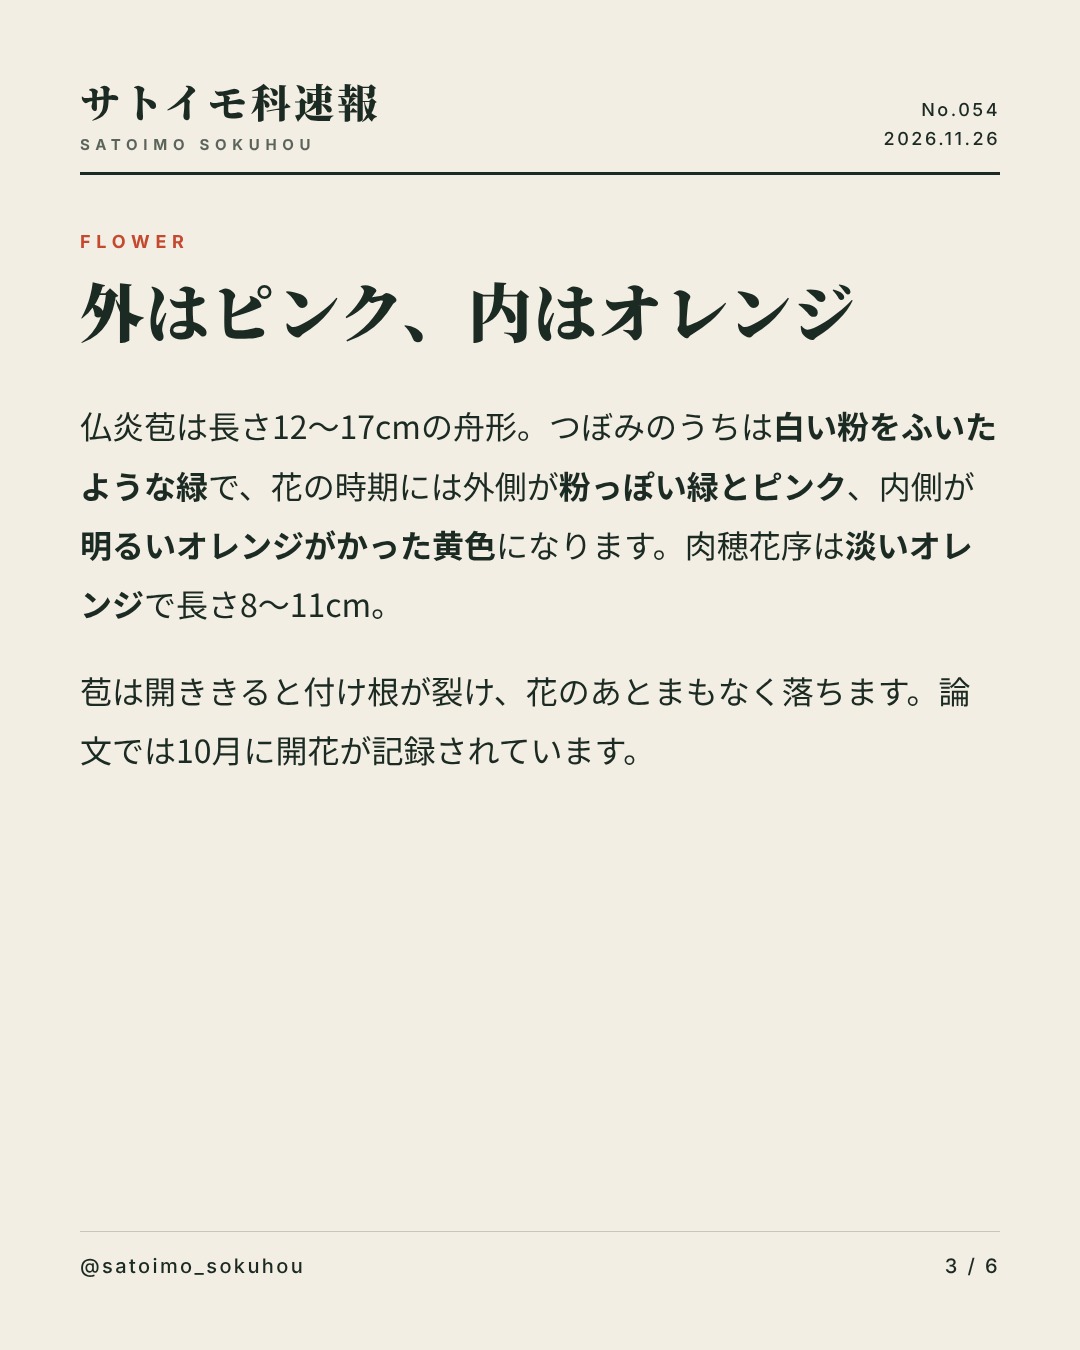 サトイモ科速報
SATOIMO SOKUHOU
No.054
2026.11.26
FLOWER
外はピンク、内はオレンジ
仏炎苞は長さ12〜17cmの舟形。つぼみのうちは白い粉をふいた
ような緑で、花の時期には外側が粉っぽい緑とピンク、内側が
明るいオレンジがかった黄色になります。肉穂花序は淡いオレ
ンジで長さ8〜11cm。
苞は開ききると付け根が裂け、花のあとまもなく落ちます。論
文では10月に開花が記録されています。
@satoimo_sokuhou
3 / 6